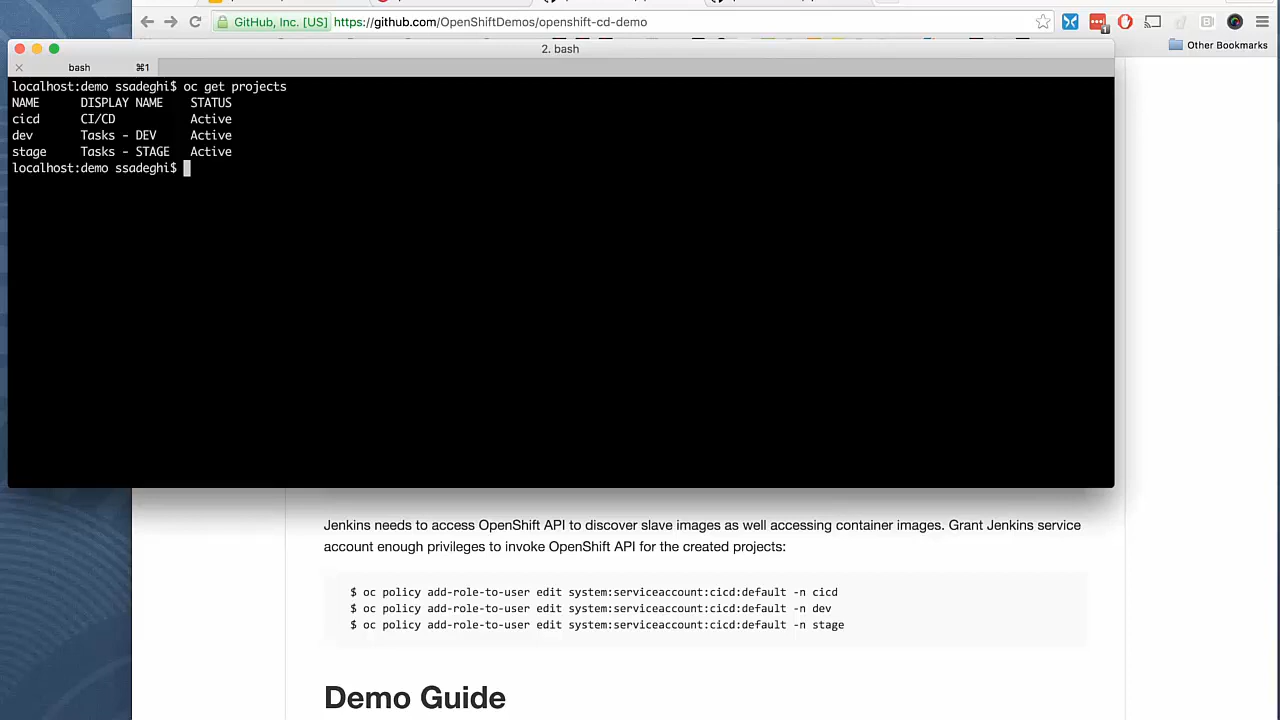 GitHub, Inc. [US] https://github.com/OpenShiftDemos/openshift-cd-demo
1
Other Bookmarks
2. bash
bash ⌘1
localhost:demo ssadeghi$ oc get projects
NAME DISPLAY NAME STATUS
cicd CI/CD Active
dev Tasks - DEV Active
stage Tasks - STAGE Active
localhost:demo ssadeghi$
Jenkins needs to access OpenShift API to discover slave images as well accessing container images. Grant Jenkins service
account enough privileges to invoke OpenShift API for the created projects:
$ oc policy add-role-to-user edit system:serviceaccount:cicd:default -n cicd
$ oc policy add-role-to-user edit system:serviceaccount:cicd:default -n dev
$ oc policy add-role-to-user edit system:serviceaccount:cicd:default -n stage
Demo Guide